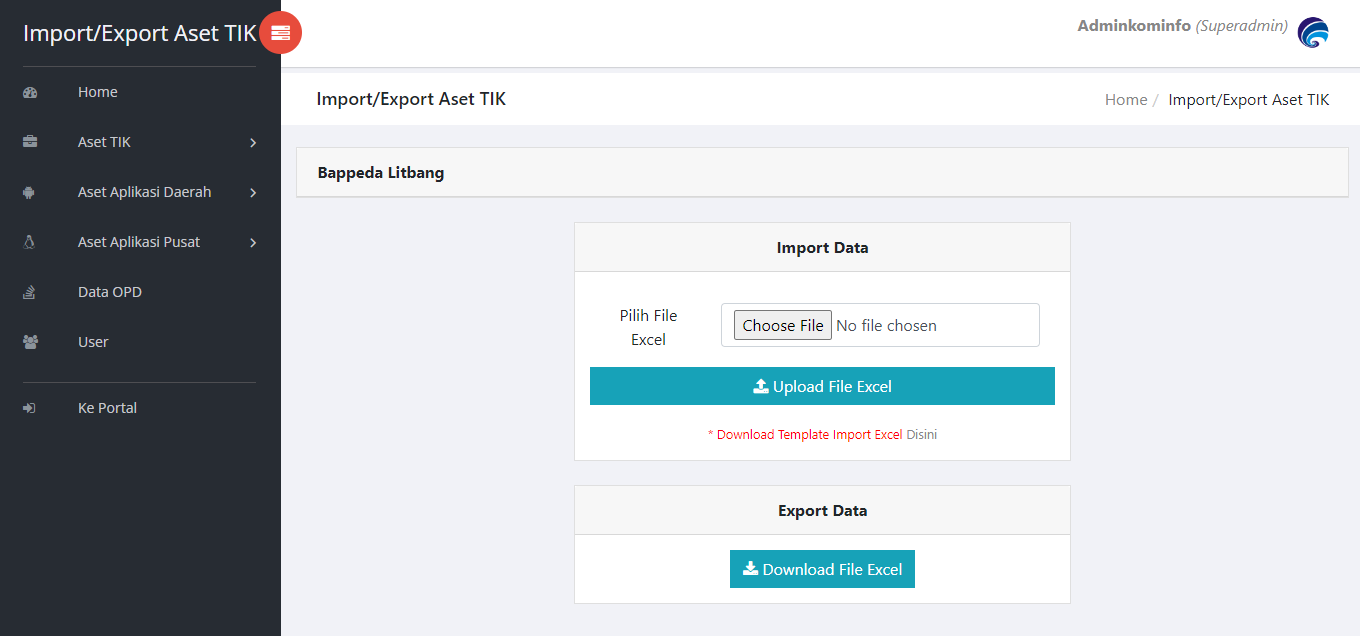 Import/Export Aset TIK
Home
Aset TIK
Aset Aplikasi Daerah
Aset Aplikasi Pusat
Data OPD
User
Ke Portal
Adminkominfo (Superadmin)
Import/Export Aset TIK
Home / Import/Export Aset TIK
Bappeda Litbang
Import Data
Pilih File
Excel
Choose File No file chosen
Upload File Excel
* Download Template Import Excel Disini
Export Data
Download File Excel